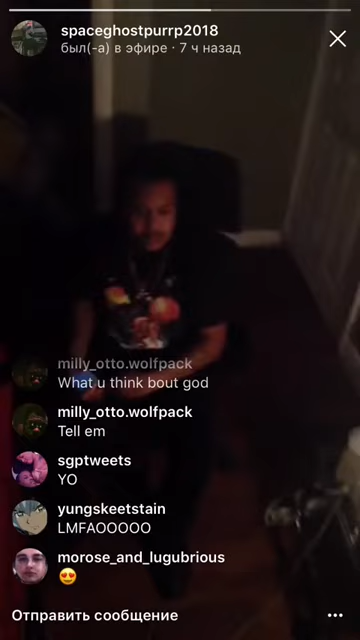 spaceghostpurrp2018
был(-а) в эфире · 7 ч назад
milly_otto.wolfpack
What u think bout god
milly_otto.wolfpack
Tell em
sgptweets
YO
yungskeetstain
LMFAOOOOO
morose_and_lugubrious
😍
Отправить сообщение